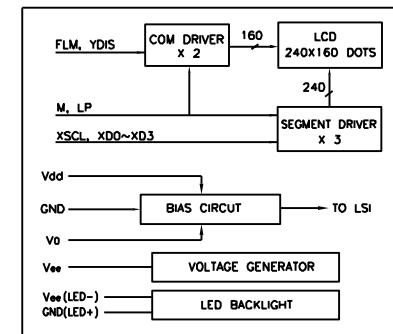 FLM, YDIS
COM DRIVER
X 2
160
LCD
240X160 DOTS
240
M, LP
XSCL, XD0~XD3
SEGMENT DRIVER
X 3
Vdd
GND
BIAS CIRCUT
TO LSI
V0
Vee
VOLTAGE GENERATOR
Vee(LED-)
GND(LED+)
LED BACKLIGHT